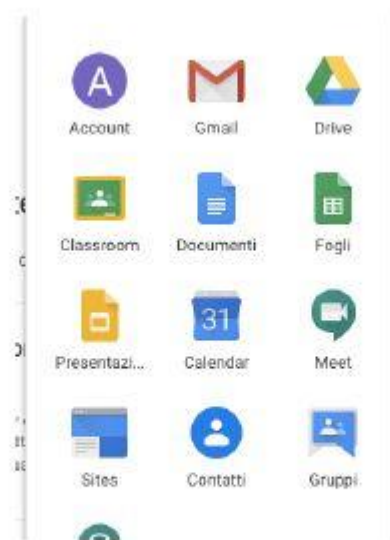 A
Account Gmail Drive
Classroom Documenti Fogli
31
Presentazi... Calendar Meet
Sites Contatti Gruppi